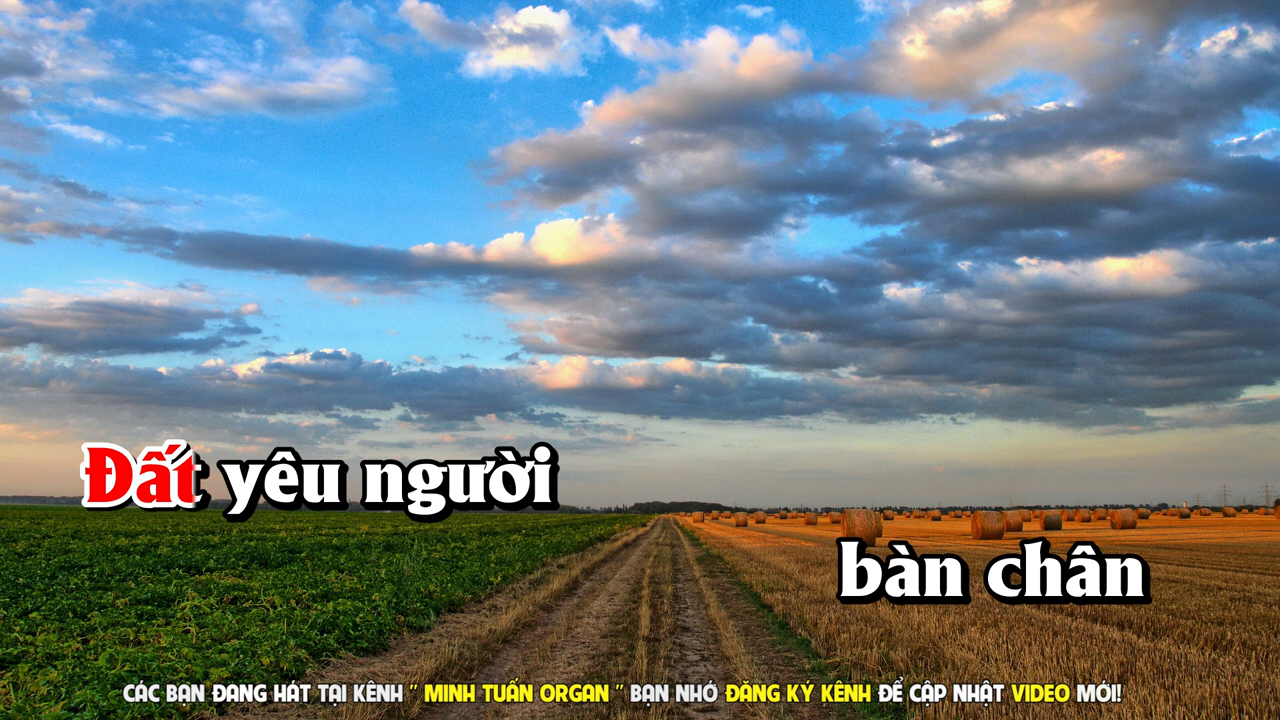 Đất yêu người
bàn chân
CÁC BẠN ĐANG HÁT TẠI KÊNH " MINH TUẤN ORGAN " BẠN NHỚ ĐĂNG KÝ KÊNH ĐỂ CẬP NHẬT VIDEO MỚI!